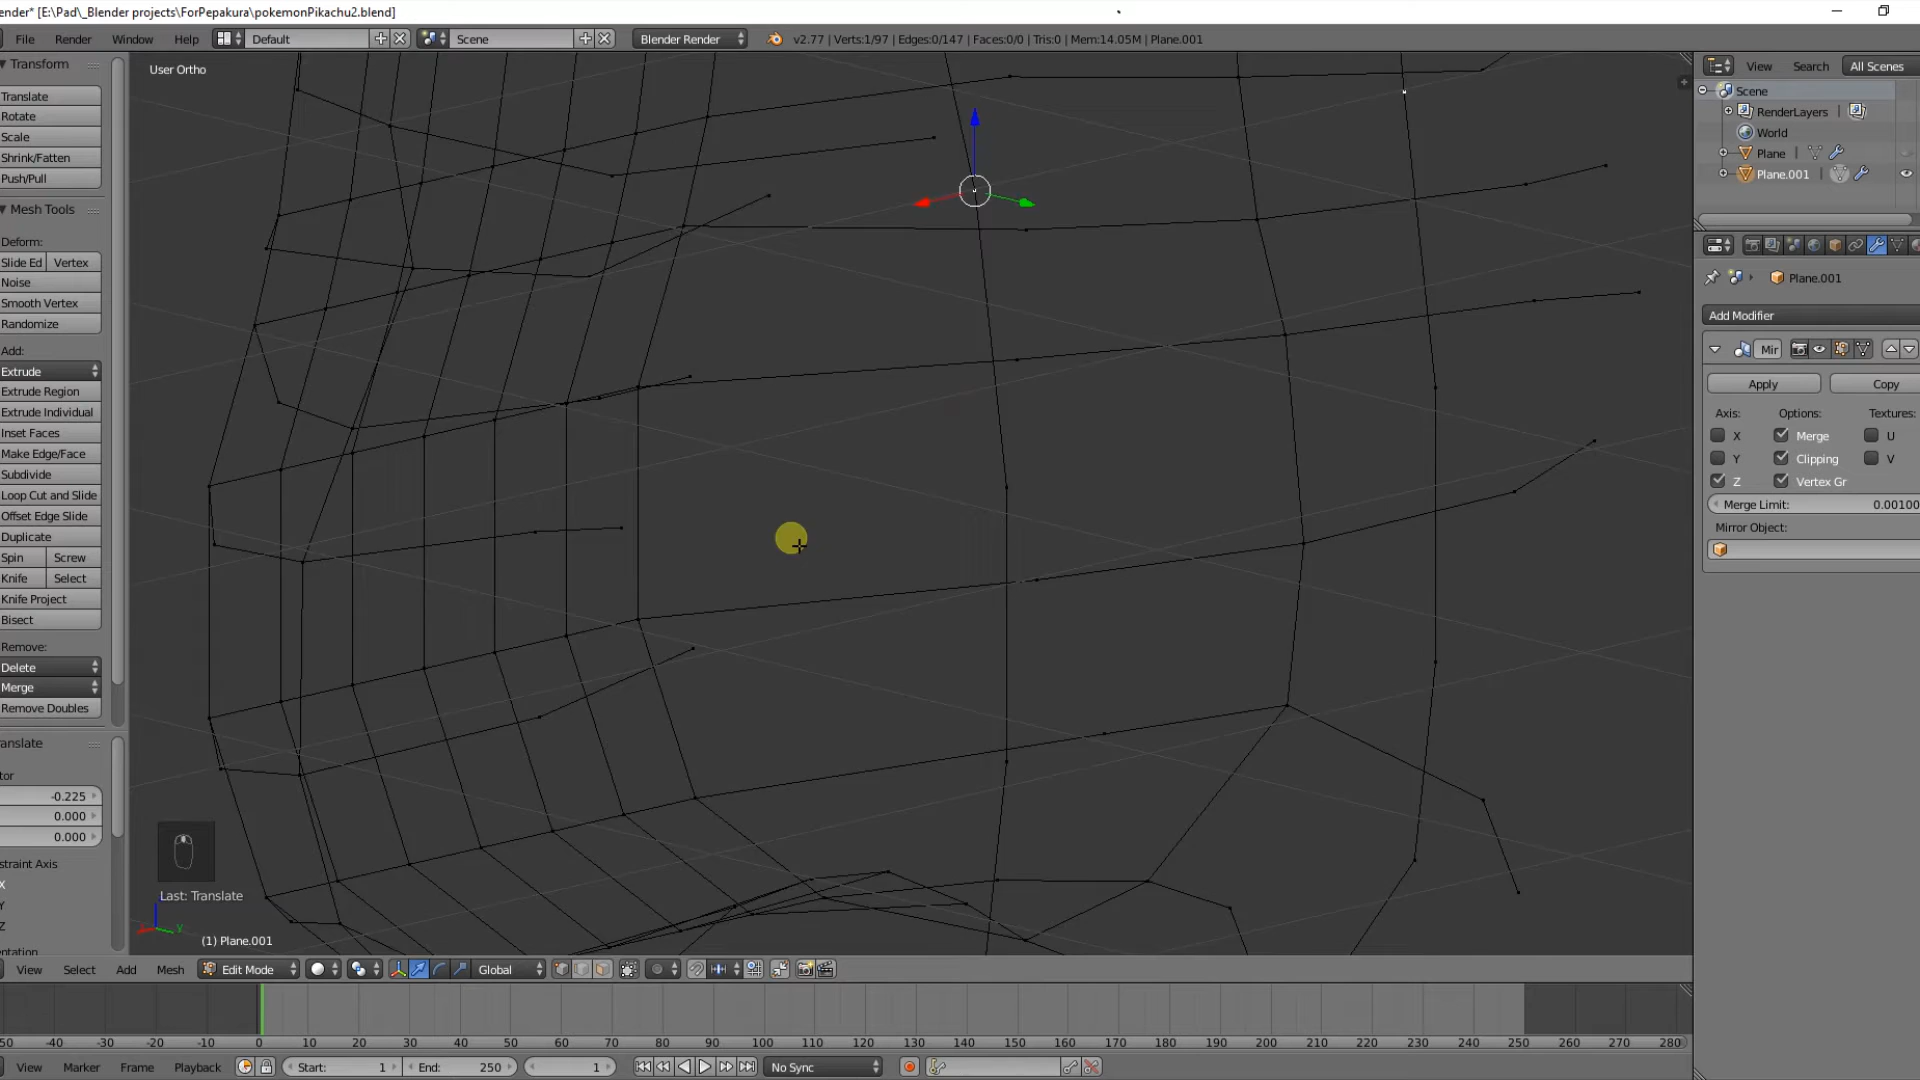 ender* [E:\Pad\_Blender projects\ForPepakura\pokemonPikachu2.blend]
File Render Window Help Default Scene Blender Render v2.77 | Verts:1/97 | Edges:0/147 | Faces:0/0 | Tris:0 | Mem:14.05M | Plane.001
Transform
Translate
Rotate
Scale
Shrink/Fatten
Push/Pull
Mesh Tools
Deform:
Slide Ed Vertex
Noise
Smooth Vertex
Randomize
Add:
Extrude
Extrude Region
Extrude Individual
Inset Faces
Make Edge/Face
Subdivide
Loop Cut and Slide
Offset Edge Slide
Duplicate
Spin Screw
Knife Select
Knife Project
Bisect
Remove:
Delete
Merge
Remove Doubles
anslate
tor
-0.225
0.000
0.000
straint Axis
X
Y
Z
entation
User Ortho
Last: Translate
y
(1) Plane.001
View Search All Scenes
Scene
RenderLayers |
World
Plane |
Plane.001
Plane.001
Add Modifier
Mir
Apply Copy
Axis: Options: Textures:
X Merge U
Y Clipping V
Z Vertex Gr
Merge Limit: 0.00100
Mirror Object:
View Select Add Mesh Edit Mode Global
50 -40 -30 -20 -10 0 10 20 30 40 50 60 70 80 90 100 110 120 130 140 150 160 170 180 190 200 210 220 230 240 250 260 270 280
View Marker Frame Playback Start: 1 End: 250 1 No Sync